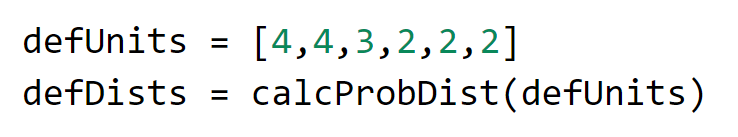 defUnits = [4,4,3,2,2,2]
defDists = calcProbDist(defUnits)